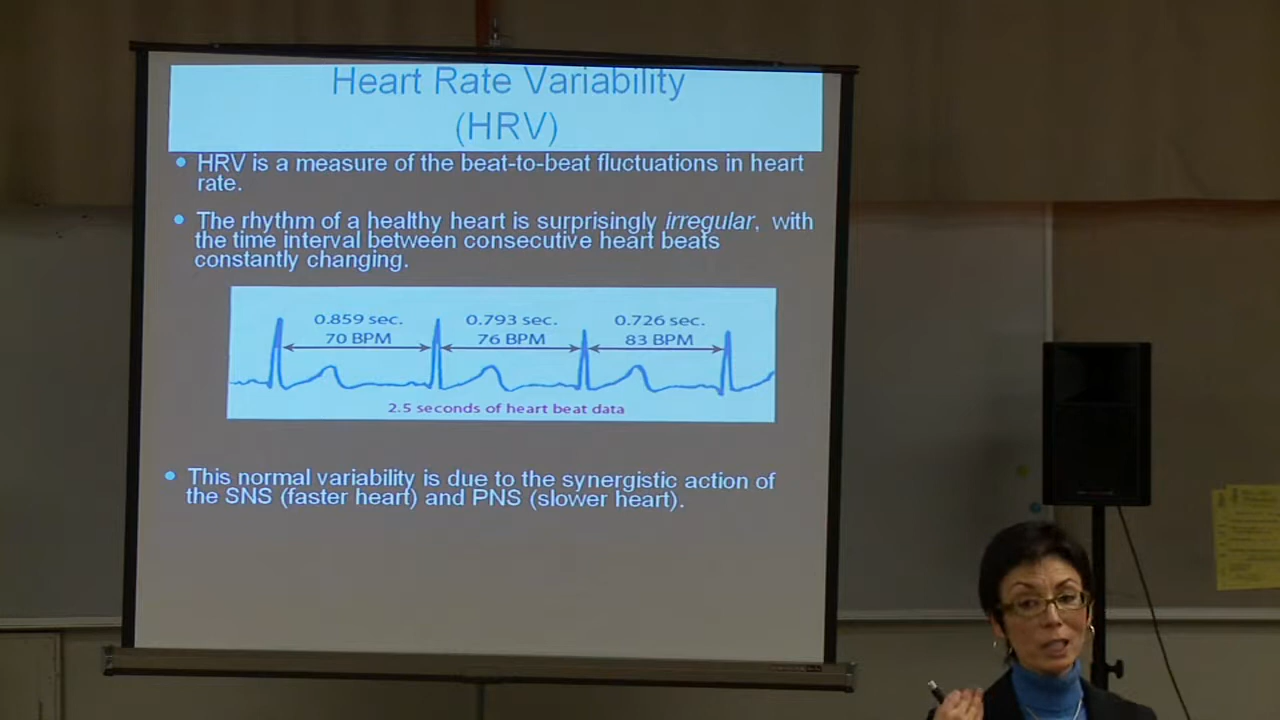 Heart Rate Variability
(HRV)
• HRV is a measure of the beat-to-beat fluctuations in heart
rate.
• The rhythm of a healthy heart is surprisingly irregular, with
the time interval between consecutive heart beats
constantly changing.
0.859 sec. 0.793 sec. 0.726 sec.
70 BPM 76 BPM 83 BPM
2.5 seconds of heart beat data
• This normal variability is due to the synergistic action of
the SNS (faster heart) and PNS (slower heart).